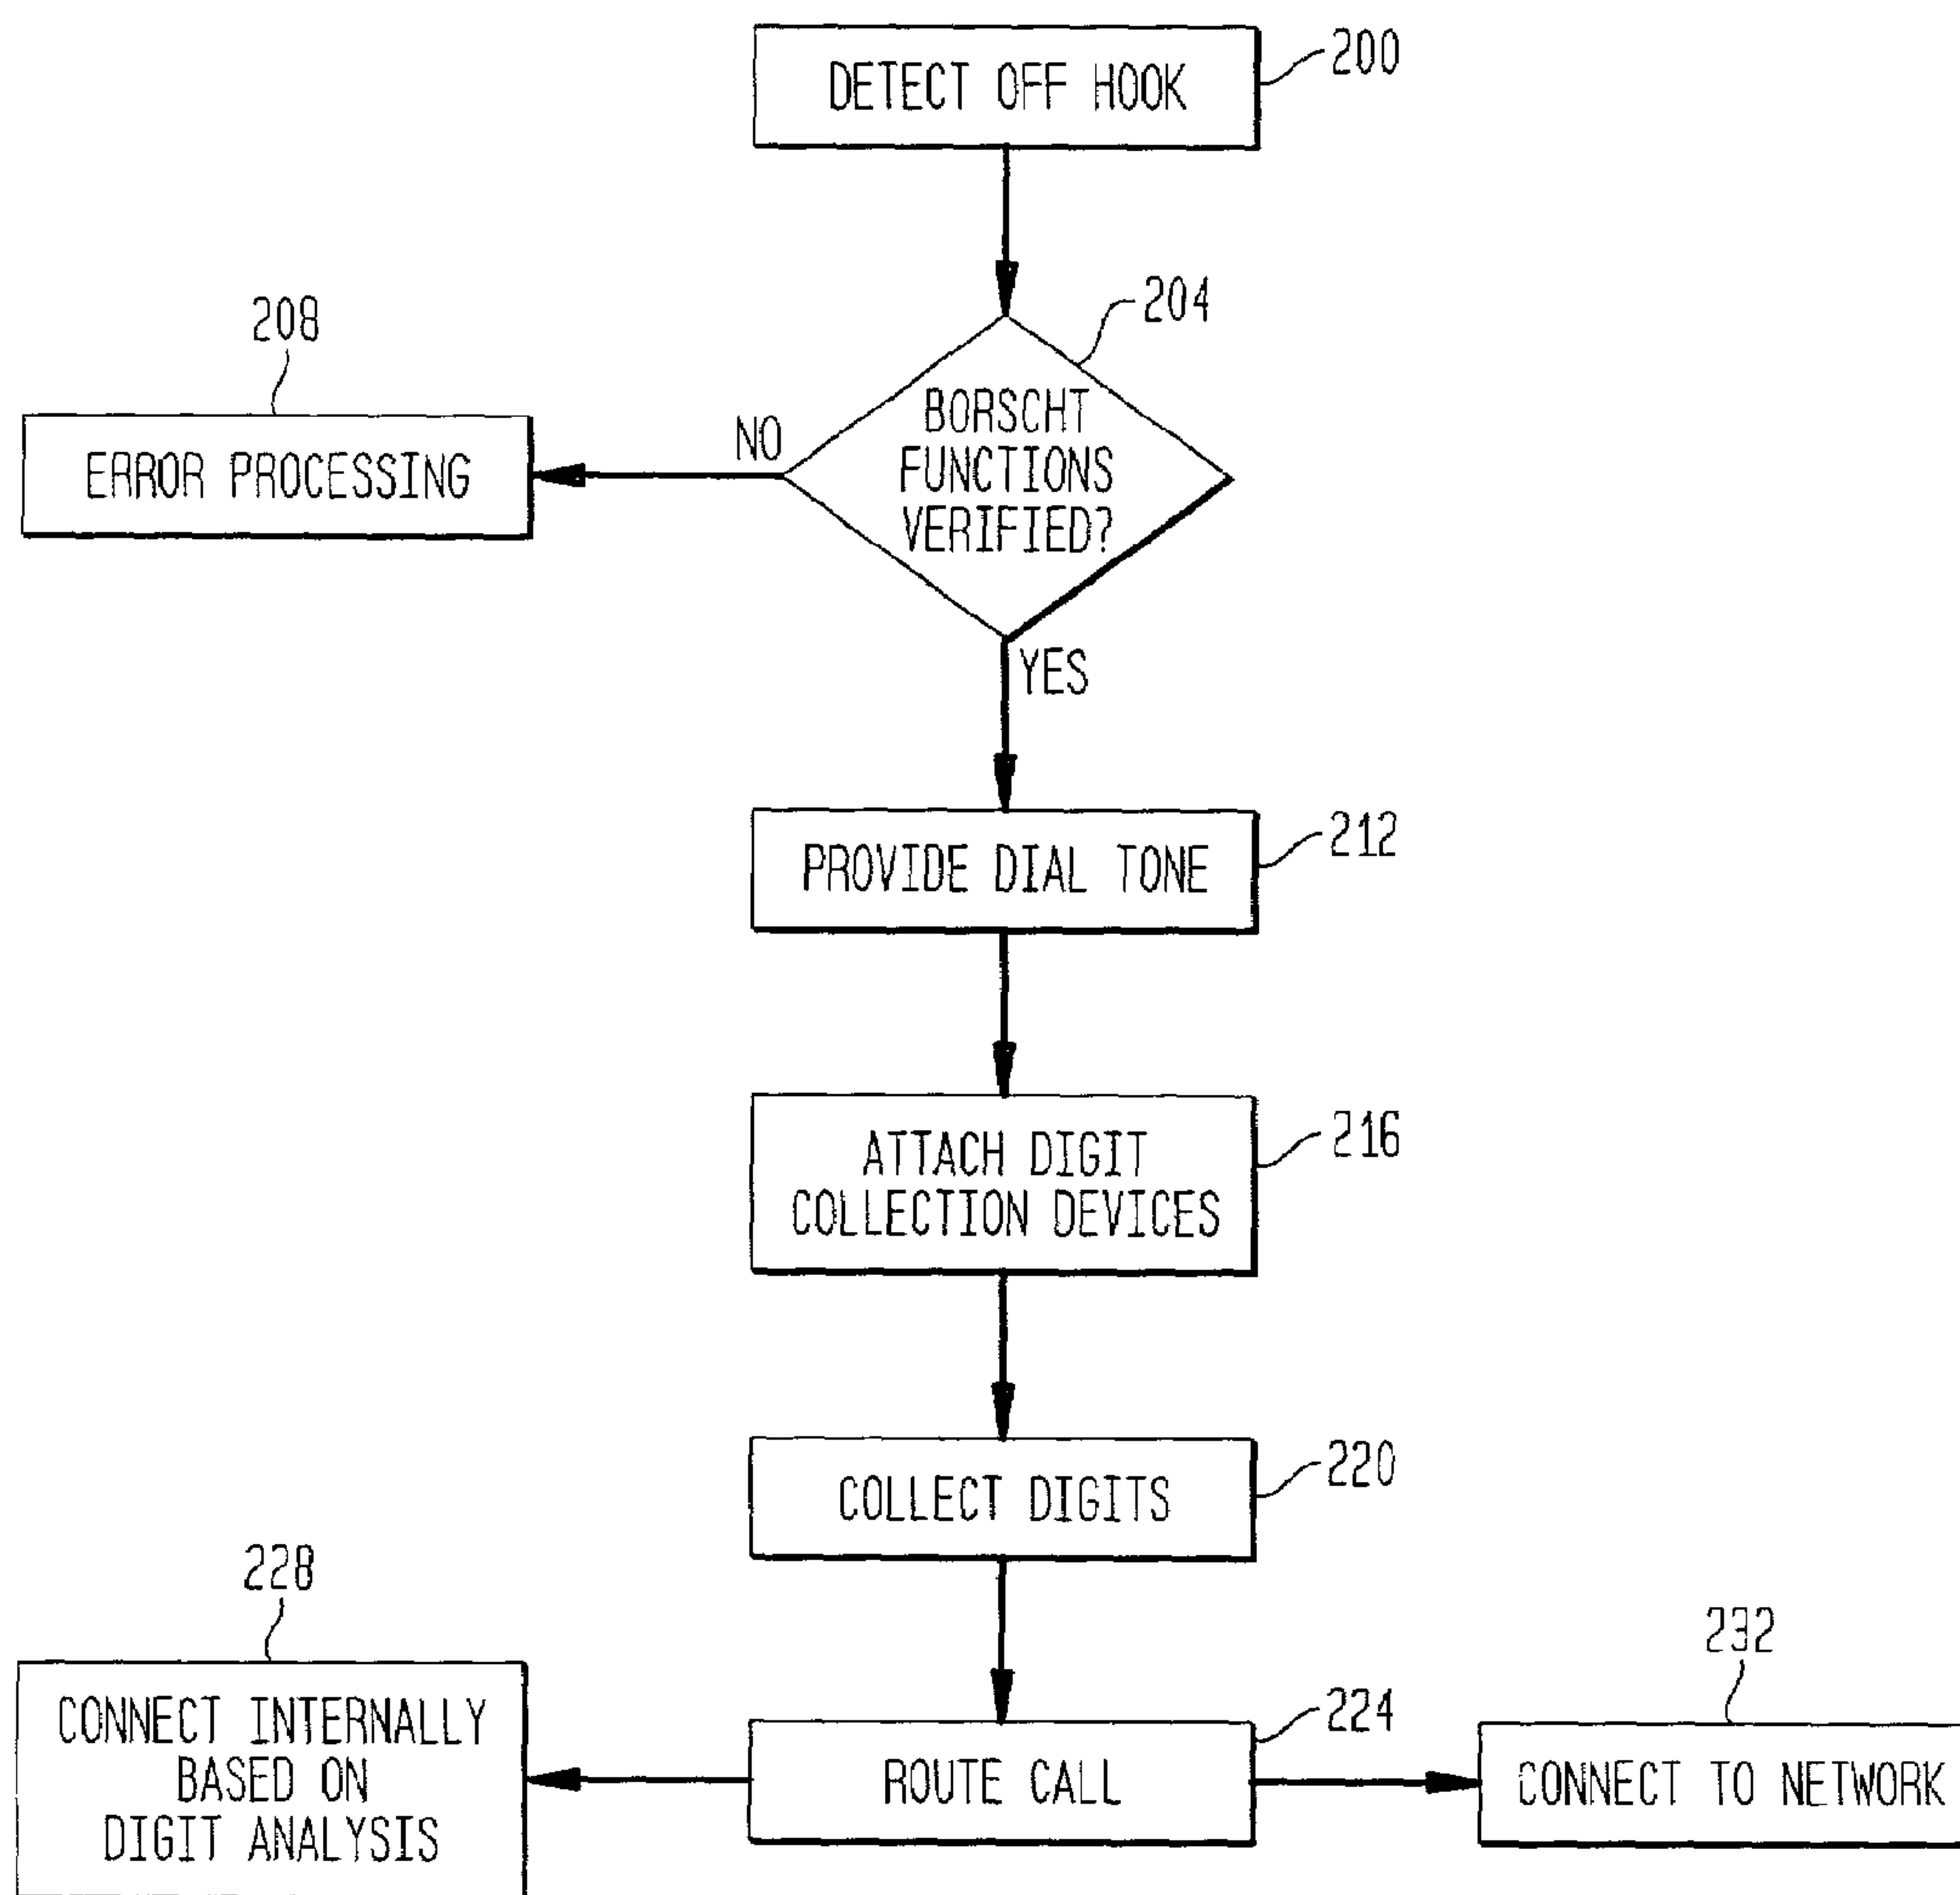 DETECT OFF HOOK
200
204
BORSCHT
FUNCTIONS
VERIFIED?
NO
208
ERROR PROCESSING
YES
PROVIDE DIAL TONE
212
ATTACH DIGIT
COLLECTION DEVICES
216
COLLECT DIGITS
220
ROUTE CALL
224
228
CONNECT INTERNALLY
BASED ON
DIGIT ANALYSIS
232
CONNECT TO NETWORK